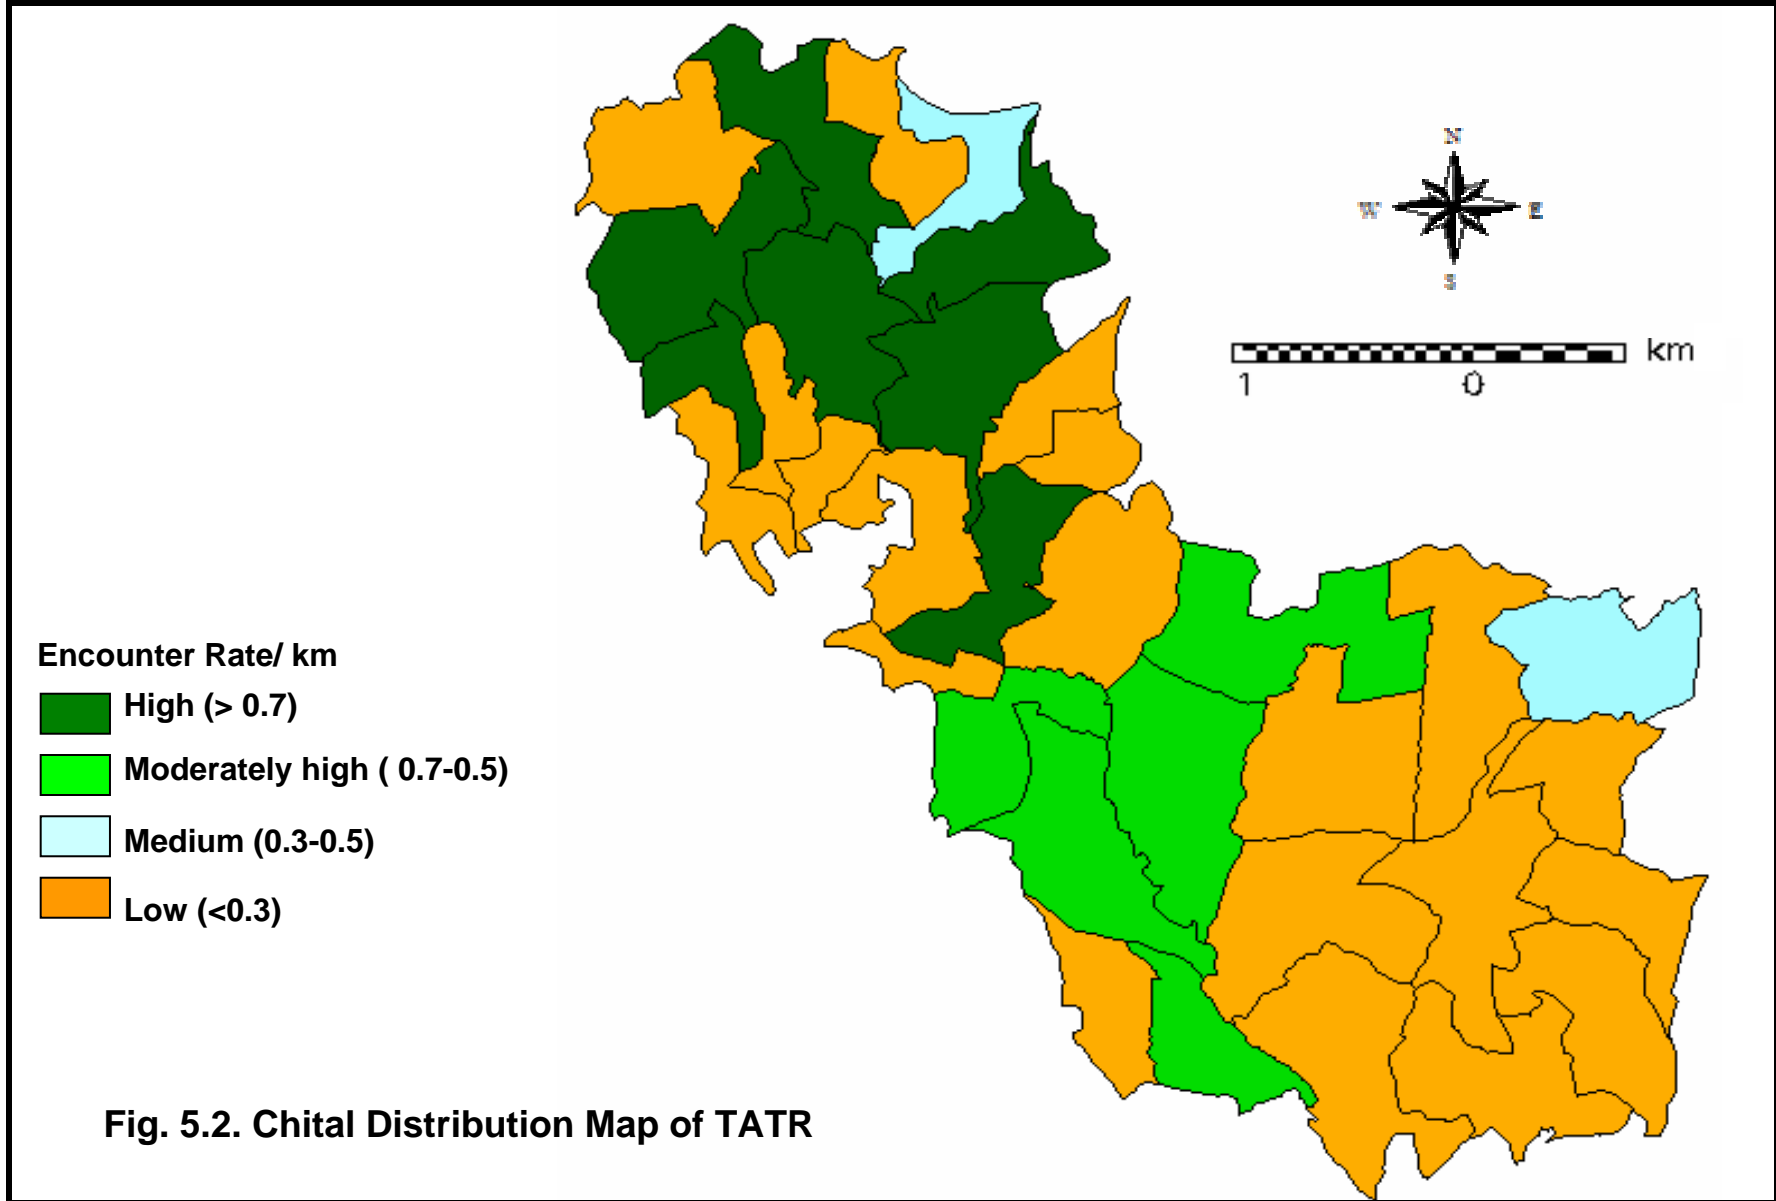 N
W E
S
km
1 0
Encounter Rate/ km
High (> 0.7)
Moderately high ( 0.7-0.5)
Medium (0.3-0.5)
Low (<0.3)
Fig. 5.2. Chital Distribution Map of TATR